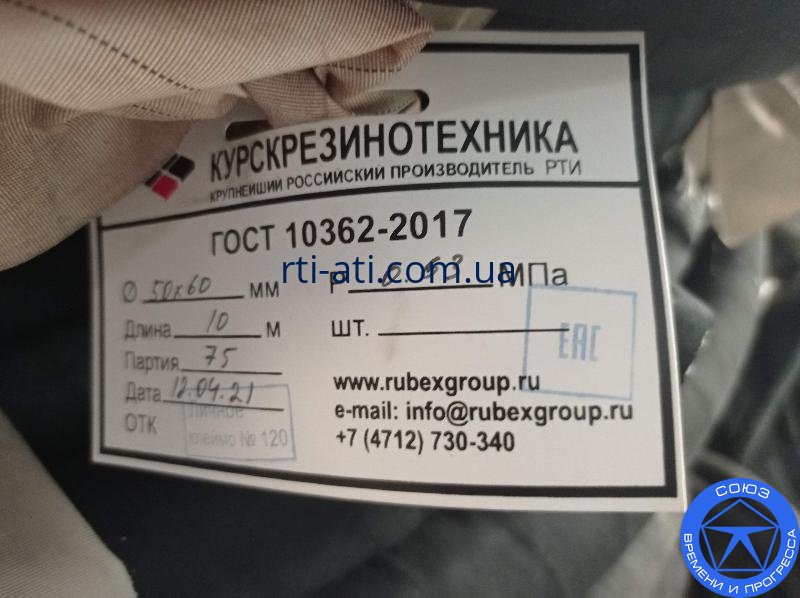 КУРСКРЕЗИНОТЕХНИКА
КРУПНЕЙШИЙ РОССИЙСКИЙ ПРОИЗВОДИТЕЛЬ РТИ
ГОСТ 10362-2017
∅ 50х60 мм
Р МПа
rti-ati.com.ua
Длина 10 м
шт.
Партия 75
Дата 12.04.21
ОТК
Личное
клеймо № 120
ЕАС
www.rubexgroup.ru
e-mail: info@rubexgroup.ru
+7 (4712) 730-340
СОЮЗ
ВРЕМЕНИ И ПРОГРЕССА